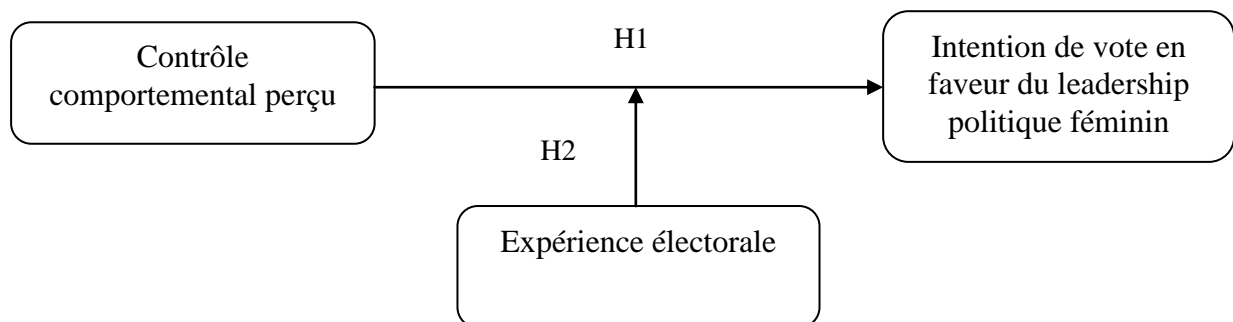 Contrôle
comportemental perçu
H1
Intention de vote en
faveur du leadership
politique féminin
H2
Expérience électorale